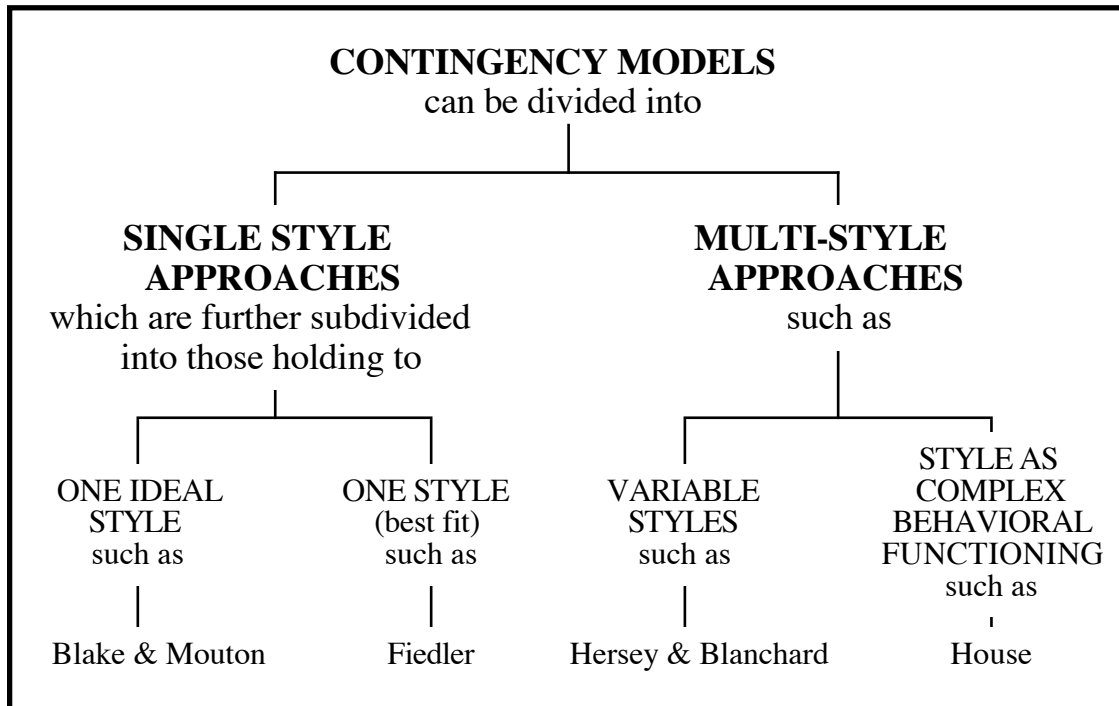 CONTINGENCY MODELS
can be divided into
SINGLE STYLE
APPROACHES
which are further subdivided
into those holding to
MULTI-STYLE
APPROACHES
such as
ONE IDEAL
STYLE
such as
ONE STYLE
(best fit)
such as
VARIABLE
STYLES
such as
STYLE AS
COMPLEX
BEHAVIORAL
FUNCTIONING
such as
Blake & Mouton
Fiedler
Hersey & Blanchard
House